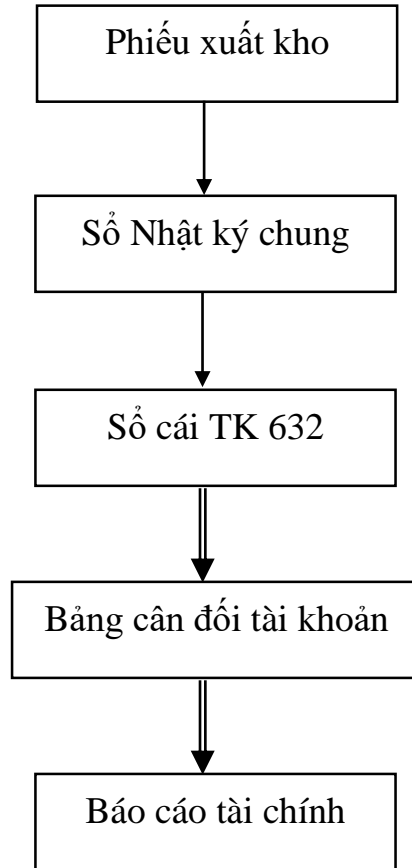 Phiếu xuất kho
Sổ Nhật ký chung
Sổ cái TK 632
Bảng cân đối tài khoản
Báo cáo tài chính